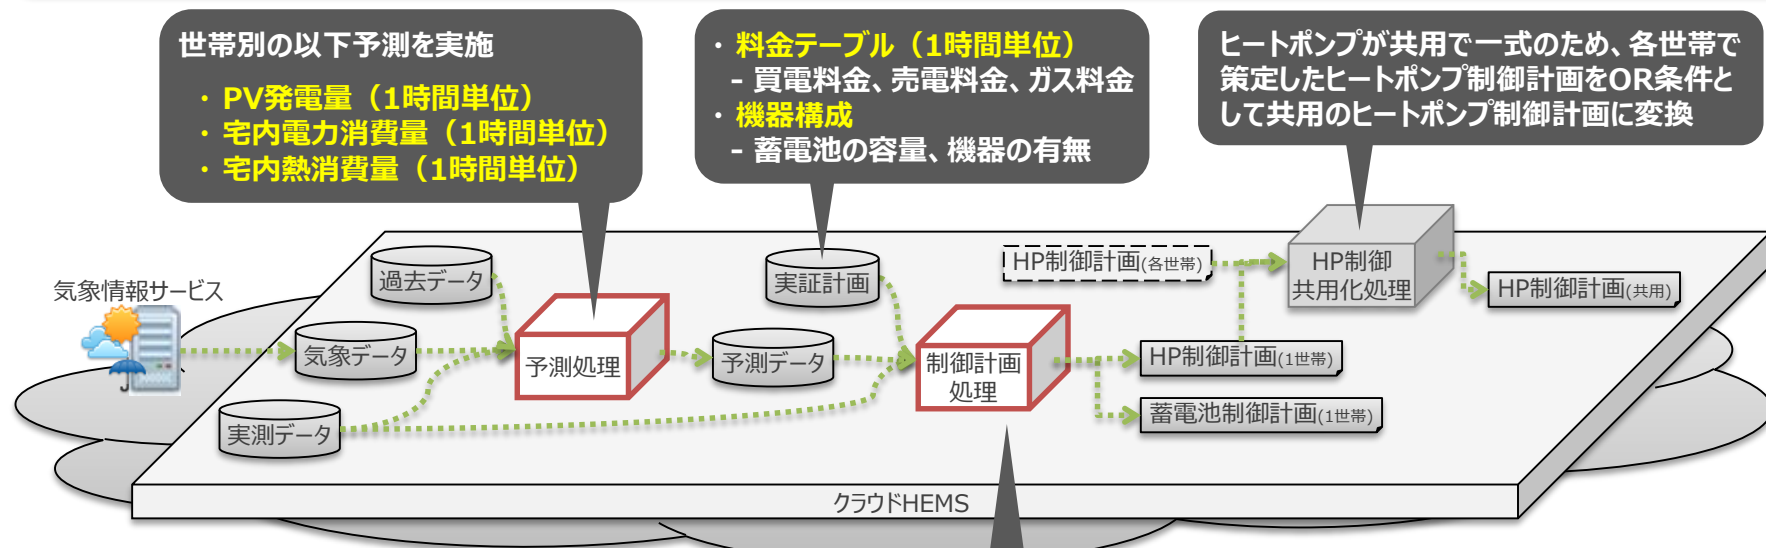 世帯別の以下予測を実施
・PV発電量（1時間単位）
・宅内電力消費量（1時間単位）
・宅内熱消費量（1時間単位）
・料金テーブル（1時間単位）
– 買電料金、売電料金、ガス料金
・機器構成
– 蓄電池の容量、機器の有無
ヒートポンプが共用で一式のため、各世帯で
策定したヒートポンプ制御計画をOR条件と
して共用のヒートポンプ制御計画に変換
気象情報サービス
過去データ
気象データ
実測データ
予測処理
実証計画
予測データ
制御計画
処理
HP制御計画(各世帯)
HP制御
共用化処理
HP制御計画(共用)
HP制御計画(1世帯)
蓄電池制御計画(1世帯)
クラウドHEMS